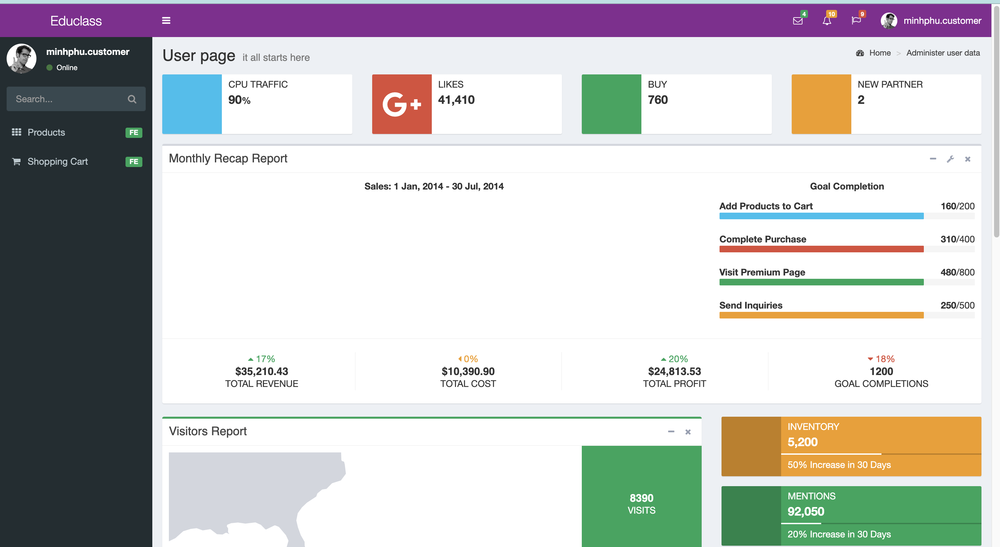 Educlass
4
10
9
minhphu.customer
minhphu.customer
Online
Search...
Products FE
Shopping Cart FE
User page it all starts here
Home > Administer user data
CPU TRAFFIC
90%
G+
LIKES
41,410
BUY
760
NEW PARTNER
2
Monthly Recap Report
Sales: 1 Jan, 2014 - 30 Jul, 2014
Goal Completion
Add Products to Cart 160/200
Complete Purchase 310/400
Visit Premium Page 480/800
Send Inquiries 250/500
17%
$35,210.43
TOTAL REVENUE
0%
$10,390.90
TOTAL COST
20%
$24,813.53
TOTAL PROFIT
18%
1200
GOAL COMPLETIONS
Visitors Report
8390
VISITS
INVENTORY
5,200
50% Increase in 30 Days
MENTIONS
92,050
20% Increase in 30 Days